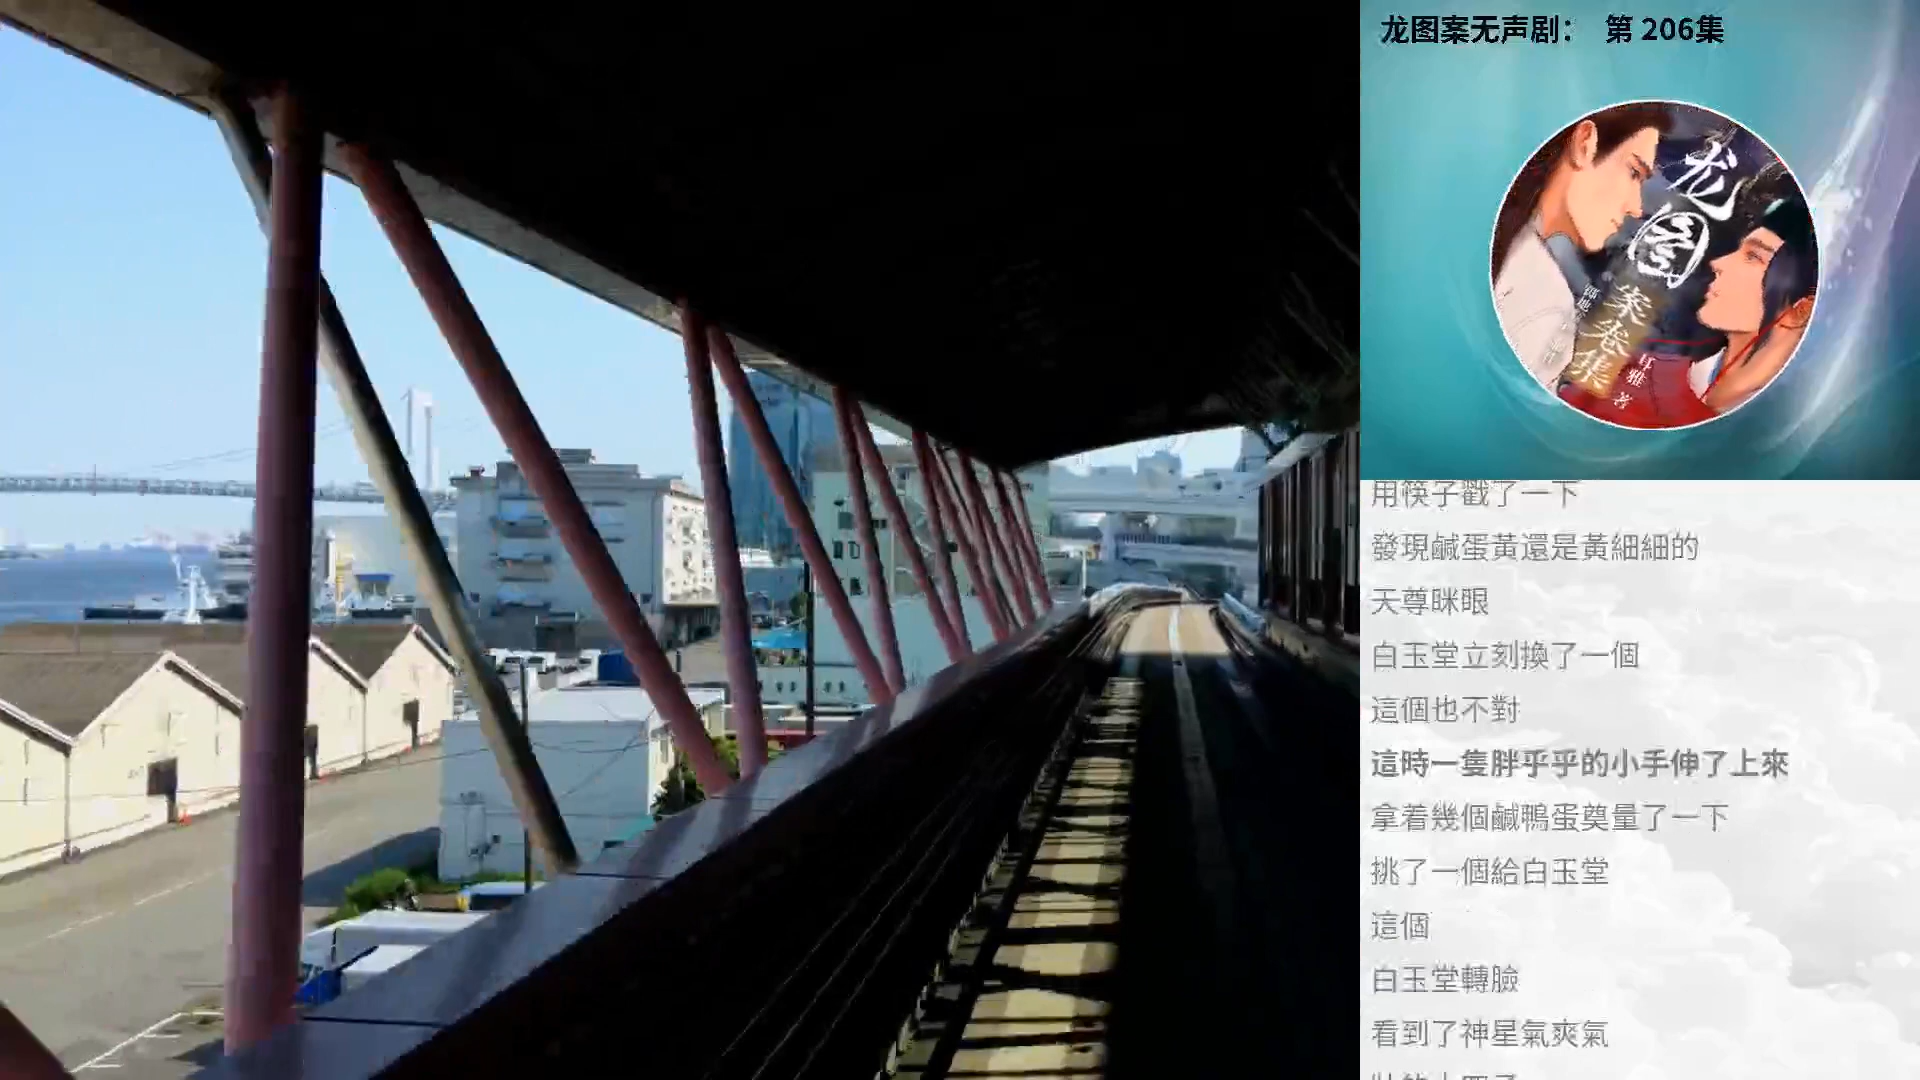 龙图案无声剧： 第 206集
龙图
案卷集
耳雅 著
用筷子戳了一下
發現鹹蛋黃還是黃細細的
天尊眯眼
白玉堂立刻換了一個
這個也不對
這時一隻胖乎乎的小手伸了上來
拿着幾個鹹鴨蛋奠量了一下
挑了一個給白玉堂
這個
白玉堂轉臉
看到了神星氣爽氣